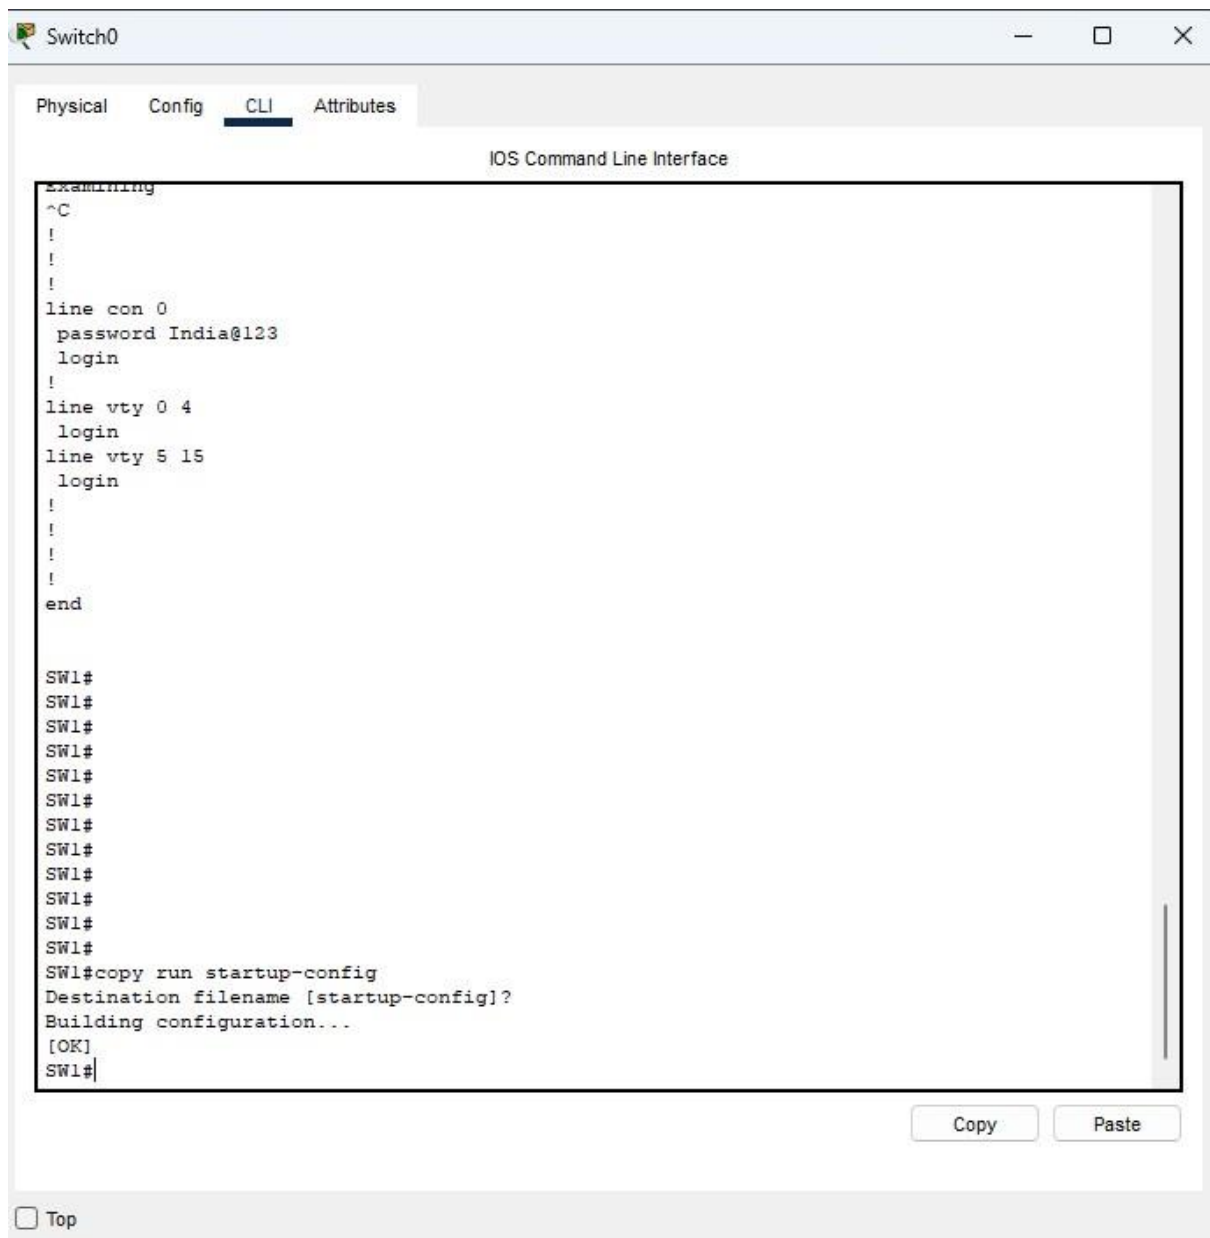 Switch0
Physical Config CLI Attributes
IOS Command Line Interface
Examining
^C
!
!
!
line con 0
password India@123
login
!
line vty 0 4
login
line vty 5 15
login
!
!
!
!
end
SW1#
SW1#
SW1#
SW1#
SW1#
SW1#
SW1#
SW1#
SW1#
SW1#
SW1#
SW1#
SW1#copy run startup-config
Destination filename [startup-config]?
Building configuration...
[OK]
SW1#
Copy Paste
Top